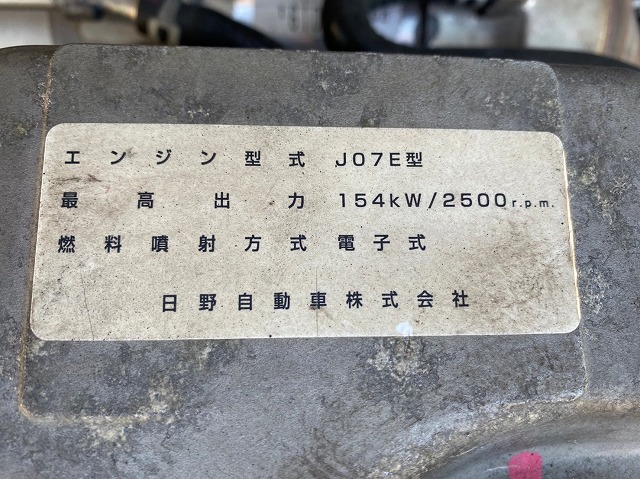 エンジン型式 J07E型
最高出力 154kW/2500r.p.m.
燃料噴射方式 電子式
日野自動車株式会社